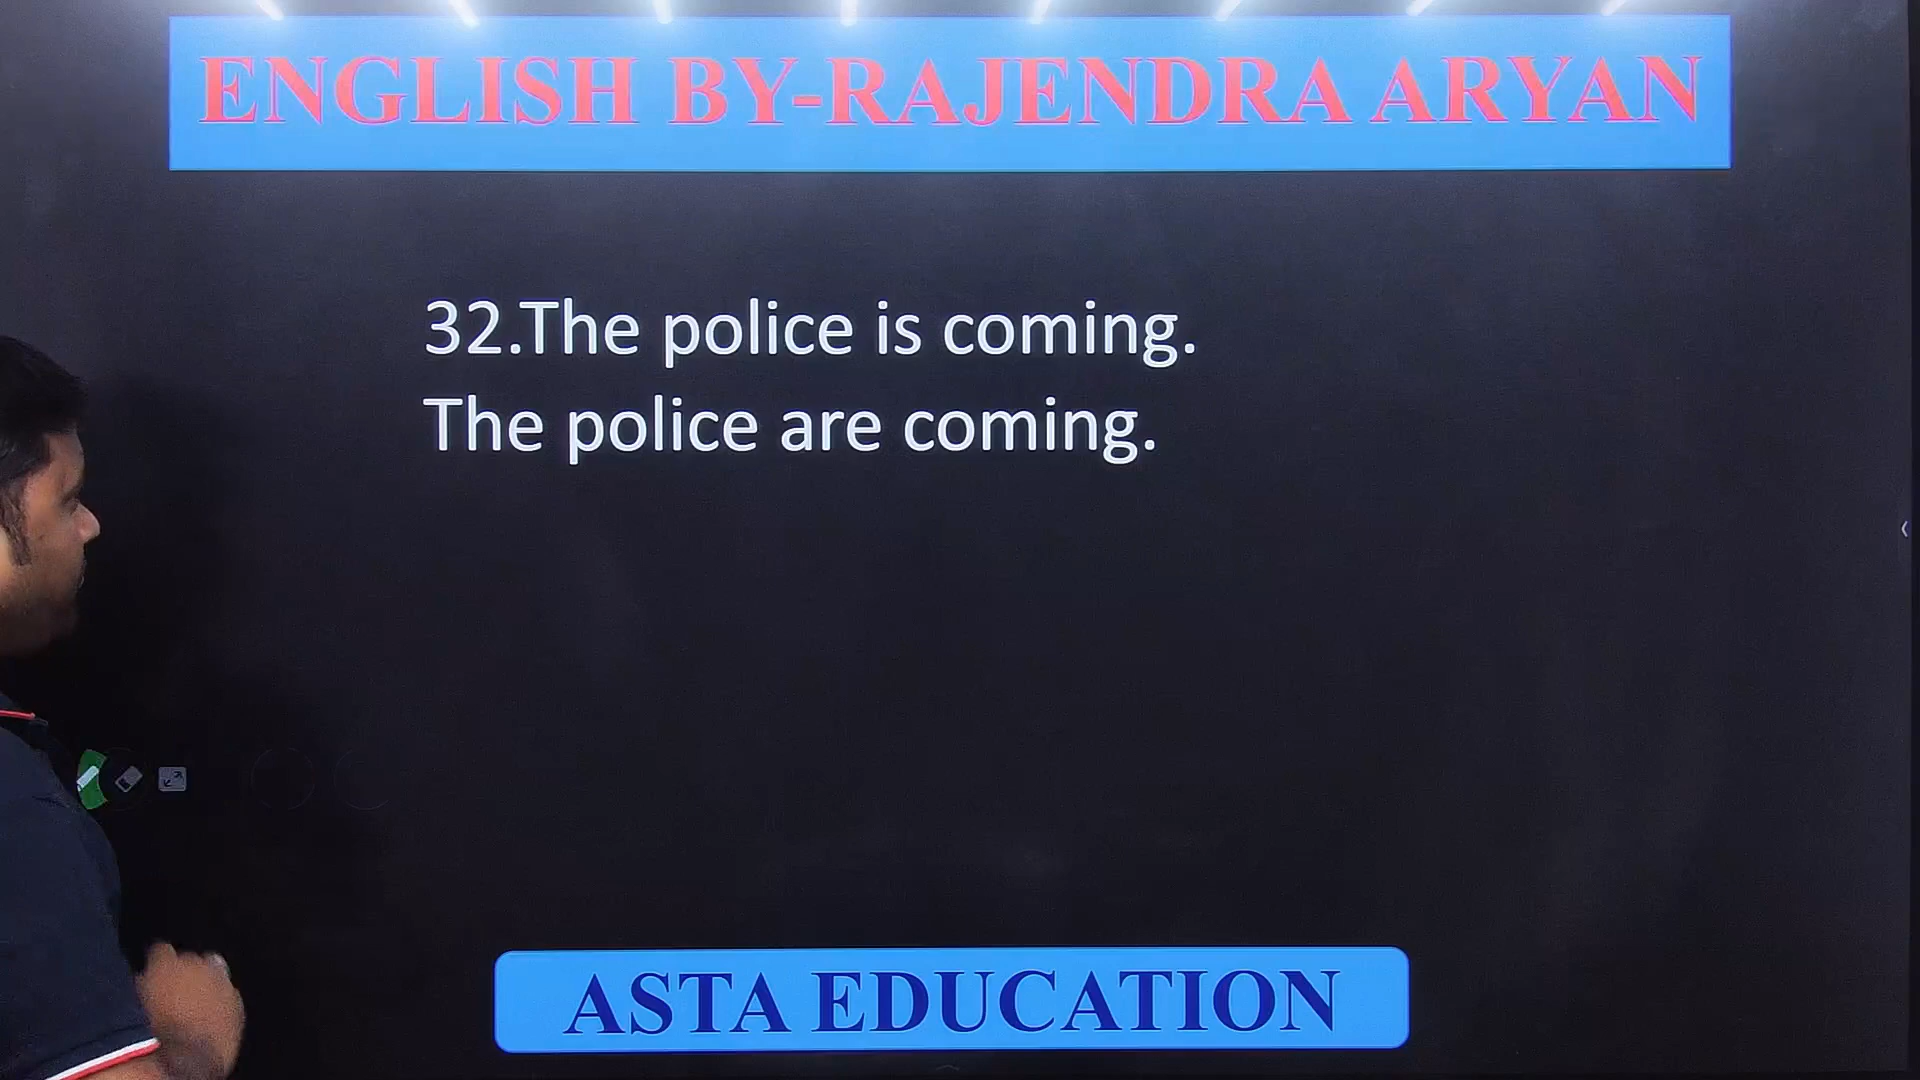 ENGLISH BY-RAJENDRA ARYAN
32.The police is coming.
The police are coming.
ASTA EDUCATION